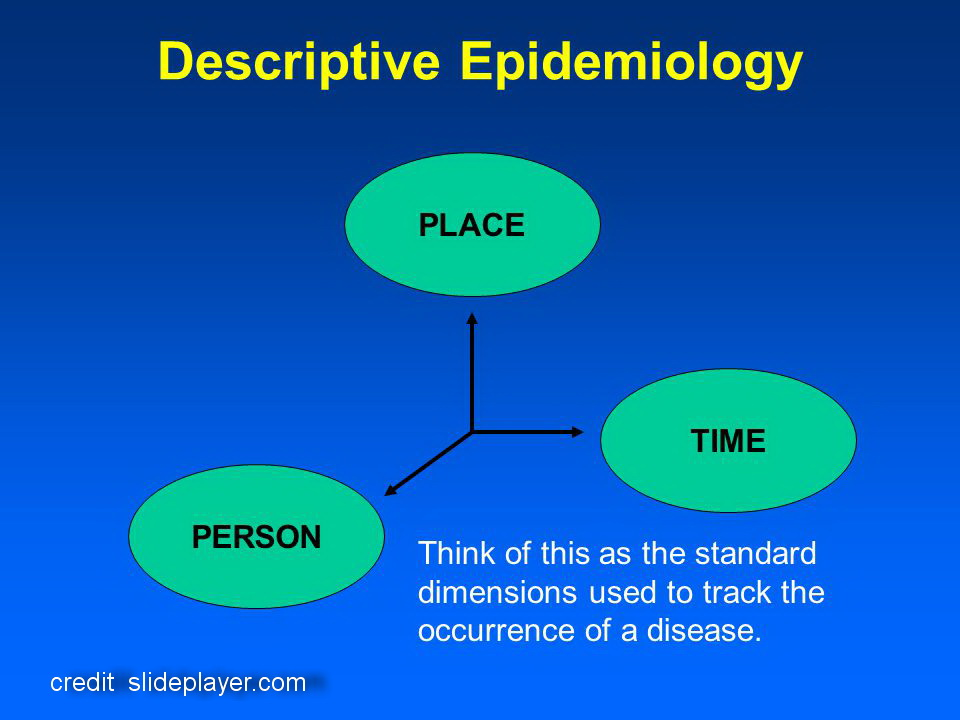 Descriptive Epidemiology
PLACE
TIME
PERSON
Think of this as the standard
dimensions used to track the
occurrence of a disease.
credit slideplayer.com